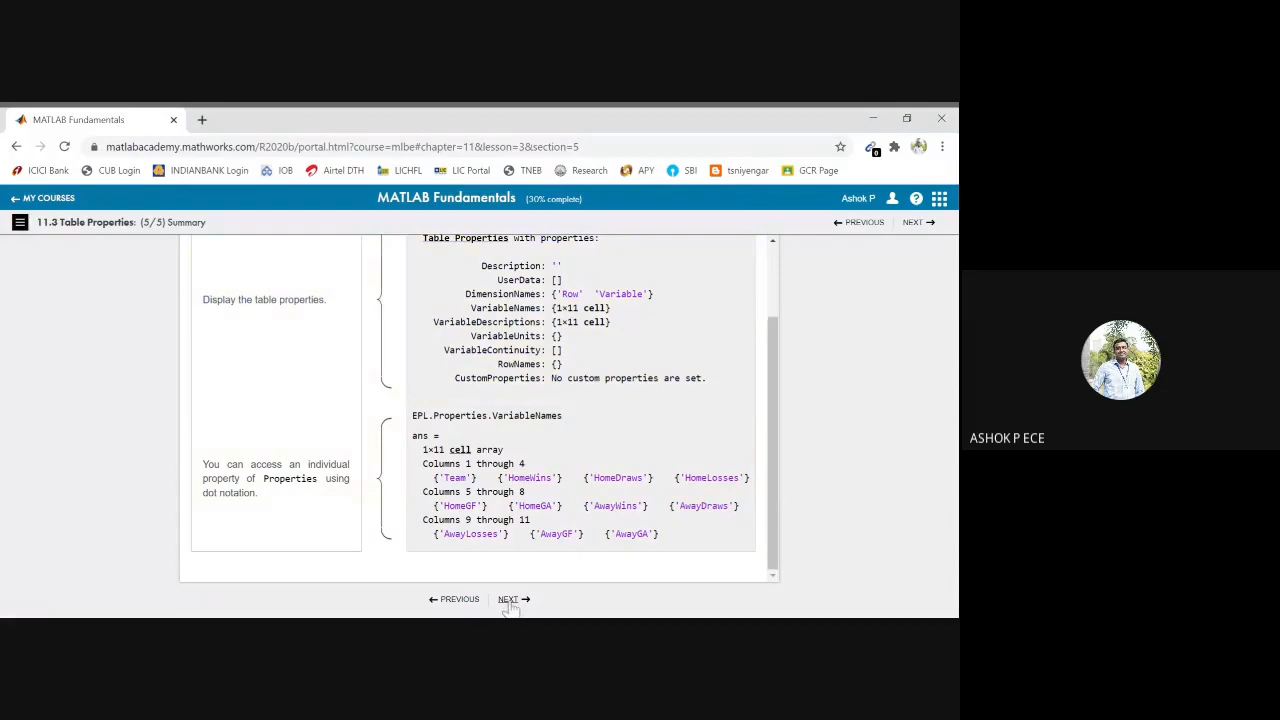 MATLAB Fundamentals
matlabacademy.mathworks.com/R2020b/portal.html?course=mlbe#chapter=11&lesson=3&section=5
0
ICICI Bank CUB Login INDIANBANK Login IOB Airtel DTH LICHFL LIC Portal TNEB Research APY SBI bsniyengar GCR Page
MY COURSES MATLAB Fundamentals (30% complete) Ashok P
11.3 Table Properties: (5/5) Summary PREVIOUS NEXT
Table Properties with properties:
Description: ''
UserData: []
DimensionNames: {'Row' 'Variable'}
Display the table properties.
VariableNames: {1×11 cell}
VariableDescriptions: {1×11 cell}
VariableUnits: {}
VariableContinuity: []
RowNames: {}
CustomProperties: No custom properties are set.
EPL.Properties.VariableNames
ans =
1×11 cell array
Columns 1 through 4
{'Team'} {'HomeWins'} {'HomeDraws'} {'HomeLosses'}
Columns 5 through 8
{'HomeGF'} {'HomeGA'} {'AwayWins'} {'AwayDraws'}
Columns 9 through 11
{'AwayLosses'} {'AwayGF'} {'AwayGA'}
You can access an individual
property of Properties using
dot notation.
PREVIOUS NEXT
ASHOK P ECE